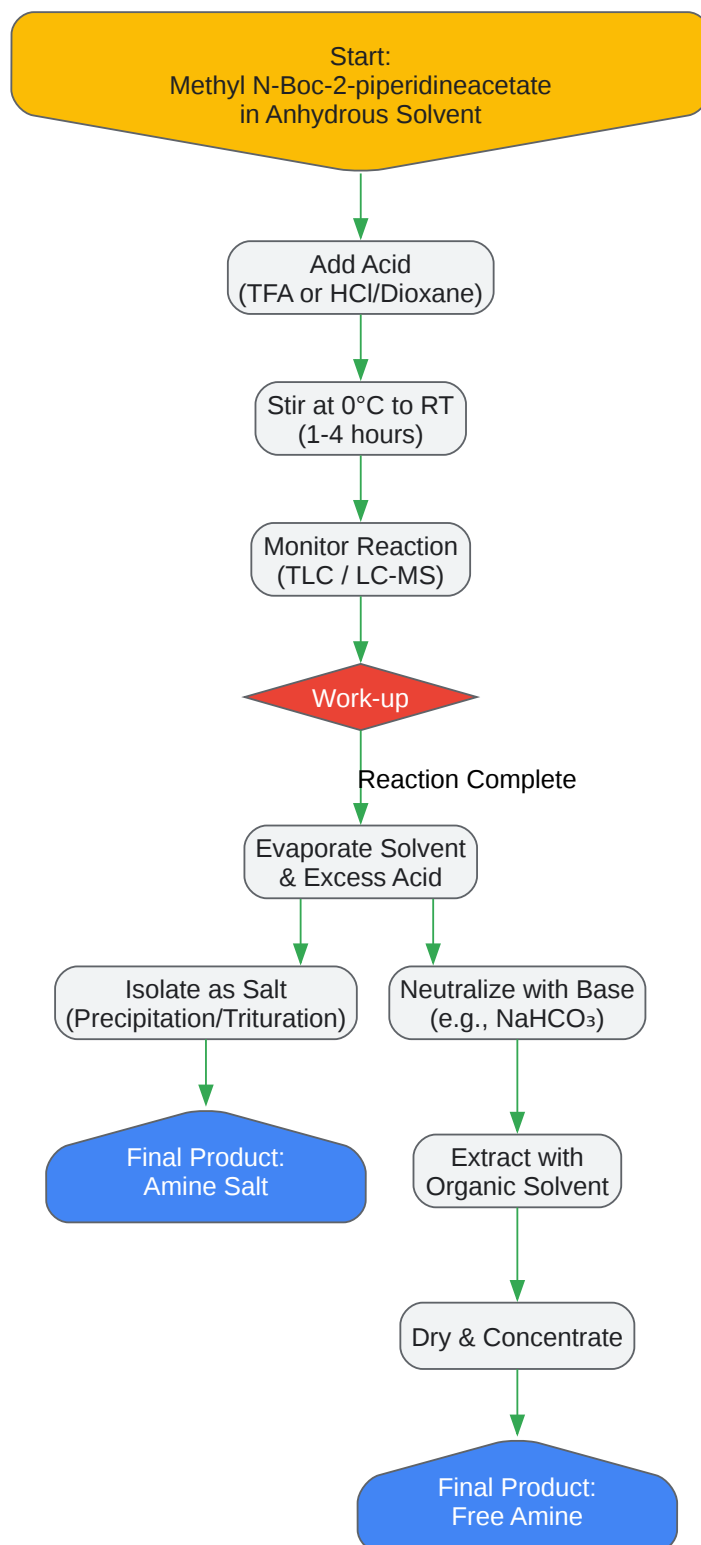 Start:
Methyl N-Boc-2-piperidineacetate
in Anhydrous Solvent
Add Acid
(TFA or HCl/Dioxane)
Stir at 0°C to RT
(1-4 hours)
Monitor Reaction
(TLC / LC-MS)
Work-up
Reaction Complete
Evaporate Solvent
& Excess Acid
Isolate as Salt
(Precipitation/Trituration)
Neutralize with Base
(e.g., NaHCO₃)
Final Product:
Amine Salt
Extract with
Organic Solvent
Dry & Concentrate
Final Product:
Free Amine